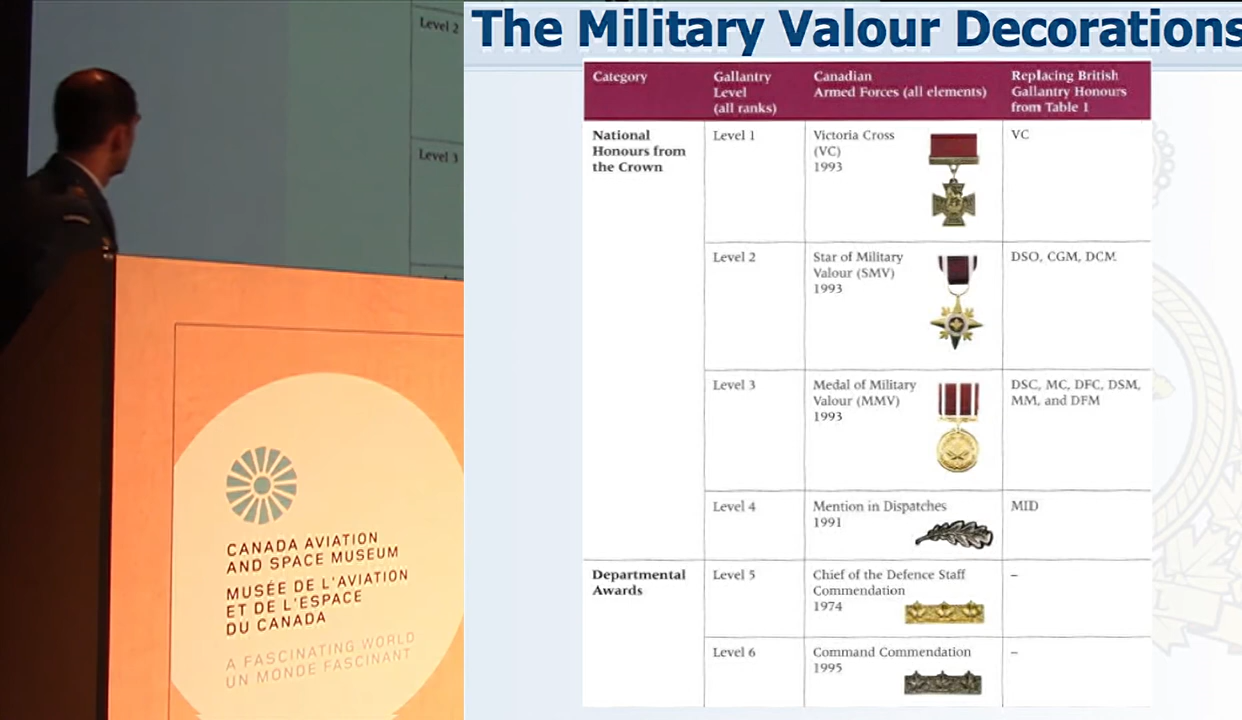 Level 2
Level 3
CANADA AVIATION
AND SPACE MUSEUM
MUSÉE DE L'AVIATION
ET DE L'ESPACE
DU CANADA
A FASCINATING WORLD
UN MONDE FASCINANT
The Military Valour Decorations
Category
Gallantry
Level
(all ranks)
Canadian
Armed Forces (all elements)
Replacing British
Gallantry Honours
from Table 1
National
Honours from
the Crown
Level 1
Victoria Cross
(VC)
1993
VC
Level 2
Star of Military
Valour (SMV)
1993
DSO, CGM, DCM
Level 3
Medal of Military
Valour (MMV)
1993
DSC, MC, DFC, DSM,
MM, and DFM
Level 4
Mention in Dispatches
1991
MID
Departmental
Awards
Level 5
Chief of the Defence Staff
Commendation
1974
–
Level 6
Command Commendation
1995
–